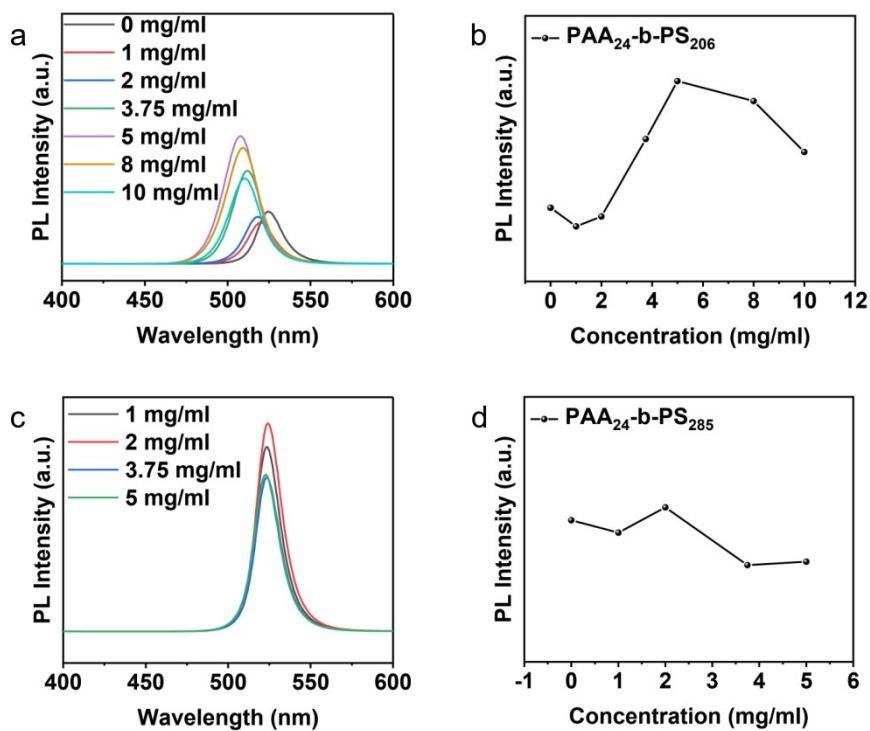 a
0 mg/ml
1 mg/ml
2 mg/ml
3.75 mg/ml
5 mg/ml
8 mg/ml
10 mg/ml
PL Intensity (a.u.)
400 450 500 550 600
Wavelength (nm)
b
PAA24-b-PS206
PL Intensity (a.u.)
0 2 4 6 8 10 12
Concentration (mg/ml)
c
1 mg/ml
2 mg/ml
3.75 mg/ml
5 mg/ml
PL Intensity (a.u.)
400 450 500 550 600
Wavelength (nm)
d
PAA24-b-PS285
PL Intensity (a.u.)
-1 0 1 2 3 4 5 6
Concentration (mg/ml)